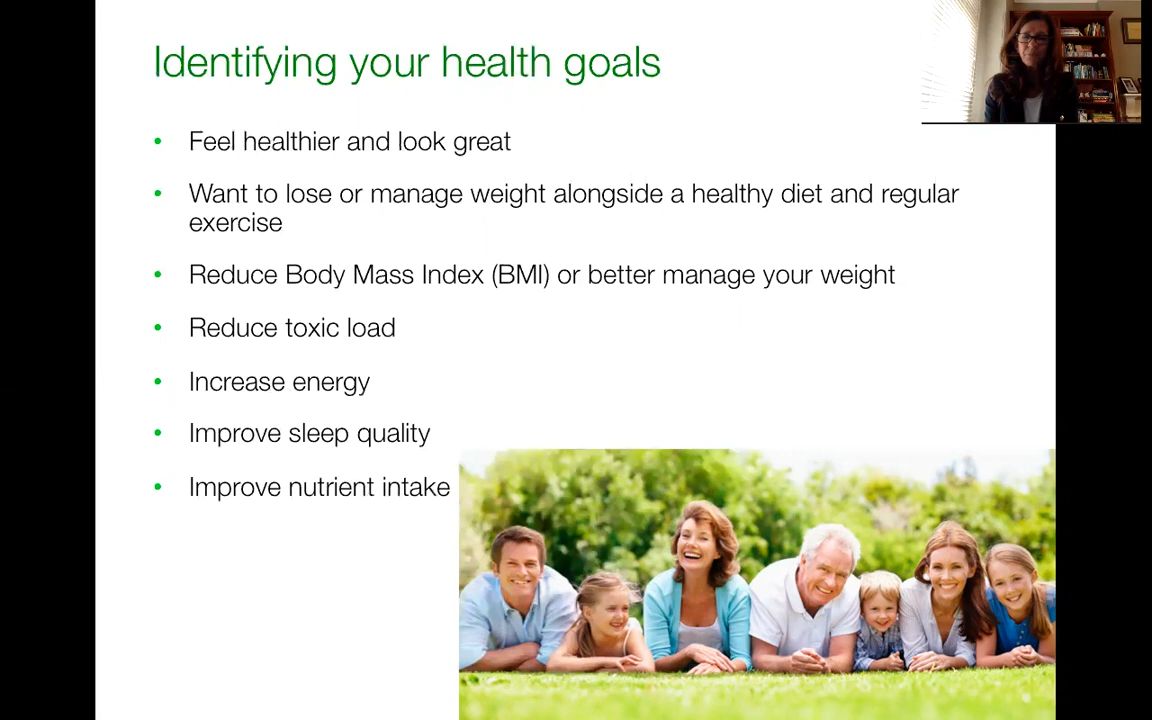 Identifying your health goals
• Feel healthier and look great
• Want to lose or manage weight alongside a healthy diet and regular
exercise
• Reduce Body Mass Index (BMI) or better manage your weight
• Reduce toxic load
• Increase energy
• Improve sleep quality
• Improve nutrient intake